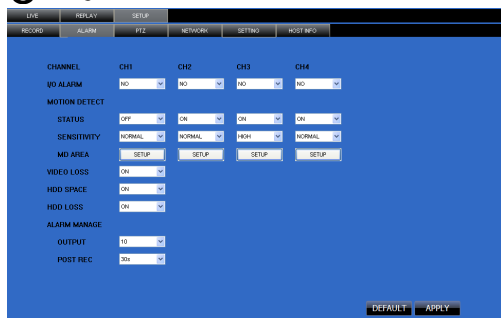 LIVE REPLAY SETUP
RECORD ALARM PTZ NETWORK SETTING HOST INFO
CHANNEL CH1 CH2 CH3 CH4
I/O ALARM NO NO NO NO
MOTION DETECT
STATUS OFF ON ON ON
SENSITIVITY NORMAL NORMAL HIGH NORMAL
MD AREA SETUP SETUP SETUP SETUP
VIDEO LOSS ON
HDD SPACE ON
HDD LOSS ON
ALARM MANAGE
OUTPUT 10
POST REC 30s
DEFAULT APPLY